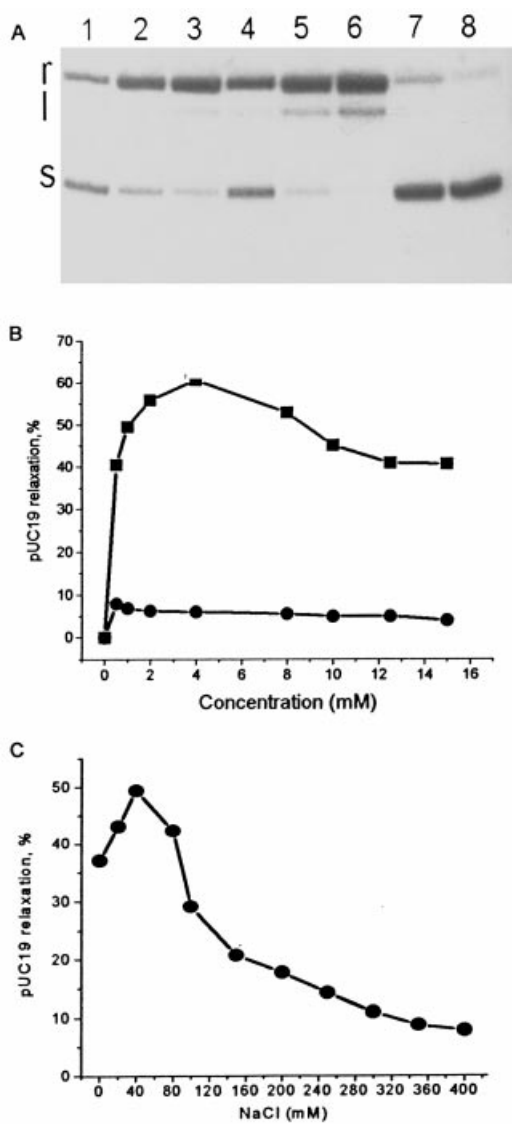 A
1 2 3 4 5 6 7 8
r
l
S
B
70
60
50
40
30
20
10
0
pUC19 relaxation,%
0 2 4 6 8 10 12 14 16
Concentration (mM)
C
50
40
30
20
10
0
pUC19 relaxation, %
0 40 80 120 160 200 240 280 320 360 400
NaCl (mM)